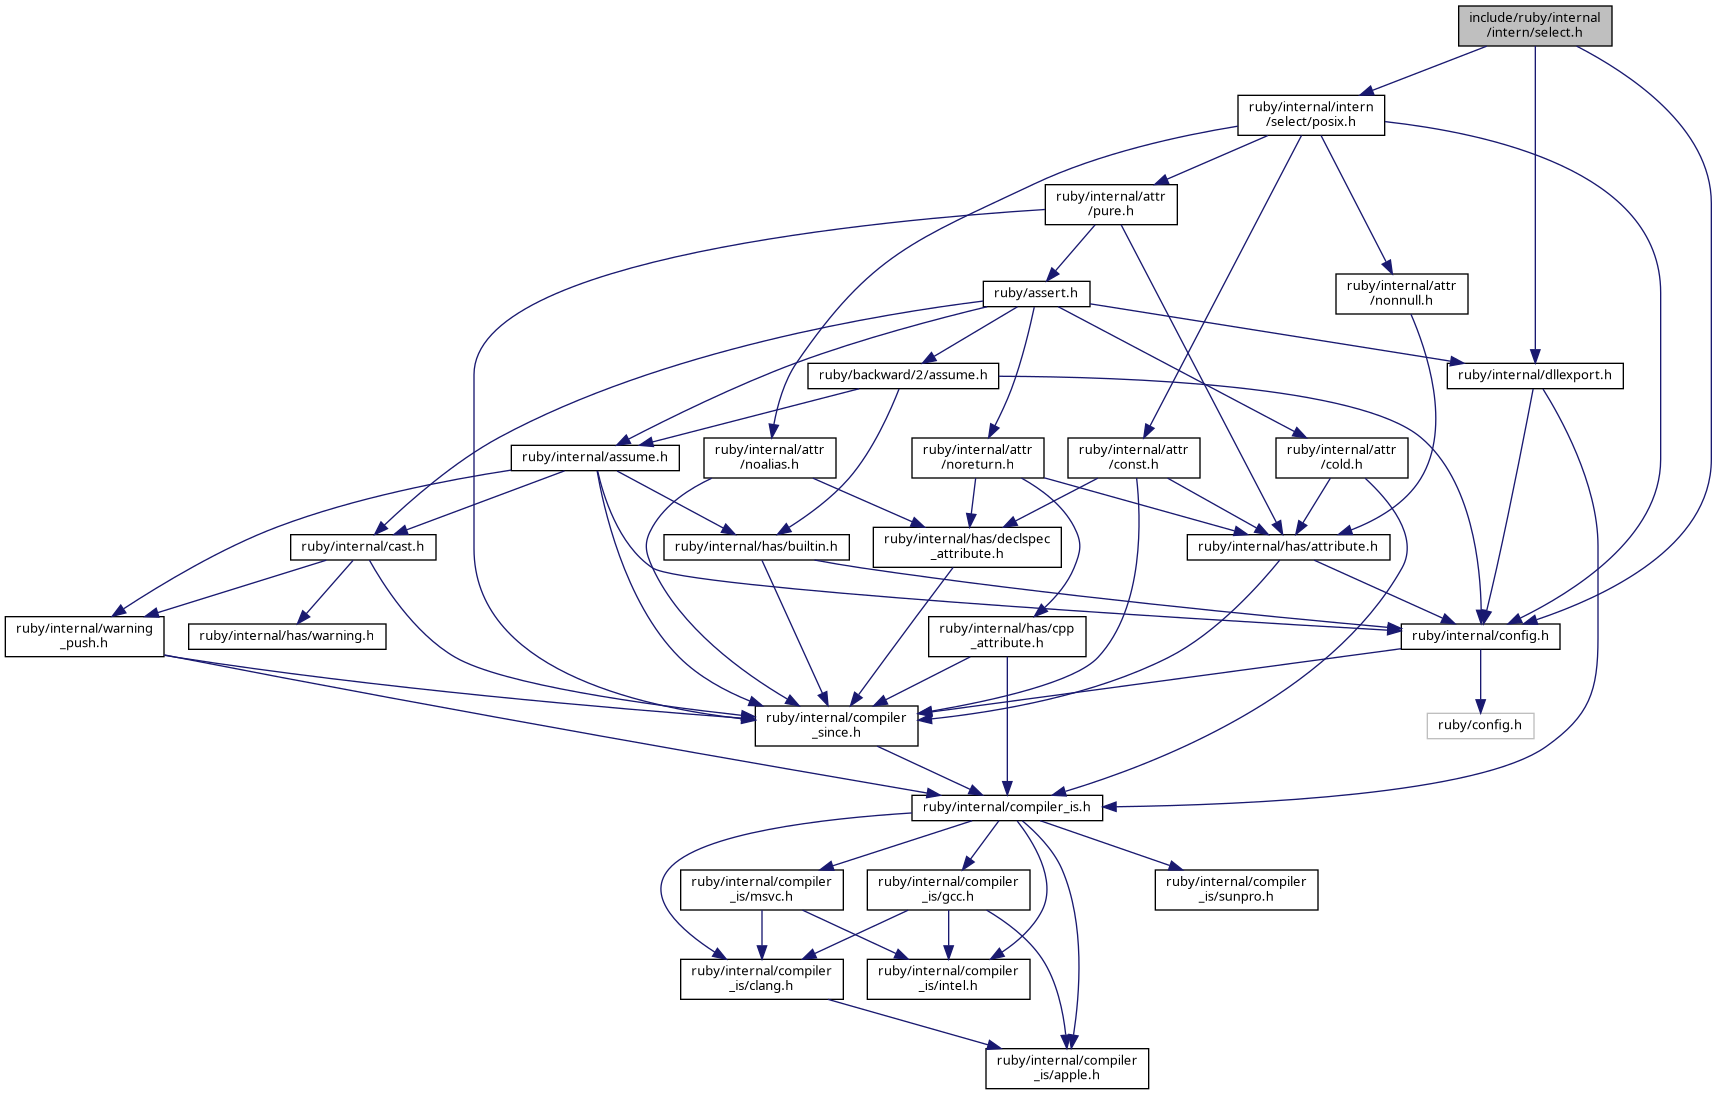 include/ruby/internal
/intern/select.h
ruby/internal/intern
/select/posix.h
ruby/internal/attr
/pure.h
ruby/assert.h
ruby/internal/attr
/nonnull.h
ruby/backward/2/assume.h
ruby/internal/dllexport.h
ruby/internal/assume.h
ruby/internal/attr
/noalias.h
ruby/internal/attr
/noreturn.h
ruby/internal/attr
/const.h
ruby/internal/attr
/cold.h
ruby/internal/cast.h
ruby/internal/has/builtin.h
ruby/internal/has/declspec
_attribute.h
ruby/internal/has/attribute.h
ruby/internal/warning
_push.h
ruby/internal/has/warning.h
ruby/internal/has/cpp
_attribute.h
ruby/internal/config.h
ruby/internal/compiler
_since.h
ruby/config.h
ruby/internal/compiler_is.h
ruby/internal/compiler
_is/msvc.h
ruby/internal/compiler
_is/gcc.h
ruby/internal/compiler
_is/sunpro.h
ruby/internal/compiler
_is/clang.h
ruby/internal/compiler
_is/intel.h
ruby/internal/compiler
_is/apple.h